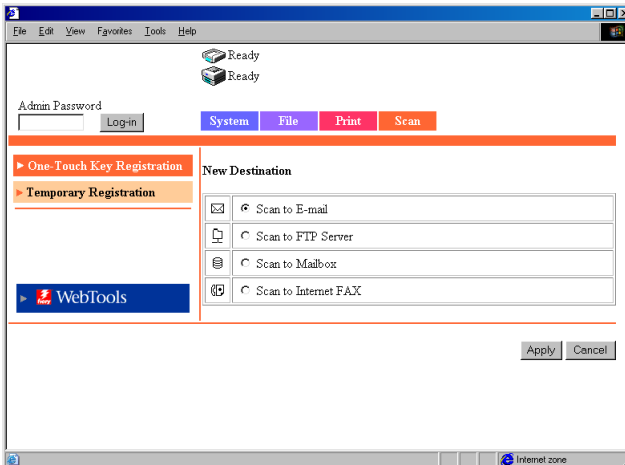 File Edit View Favorites Tools Help
Ready
Ready
Admin Password
Log-in
System File Print Scan
One-Touch Key Registration
Temporary Registration
New Destination
Scan to E-mail
Scan to FTP Server
Scan to Mailbox
Scan to Internet FAX
fiery WebTools
Apply Cancel
Internet zone